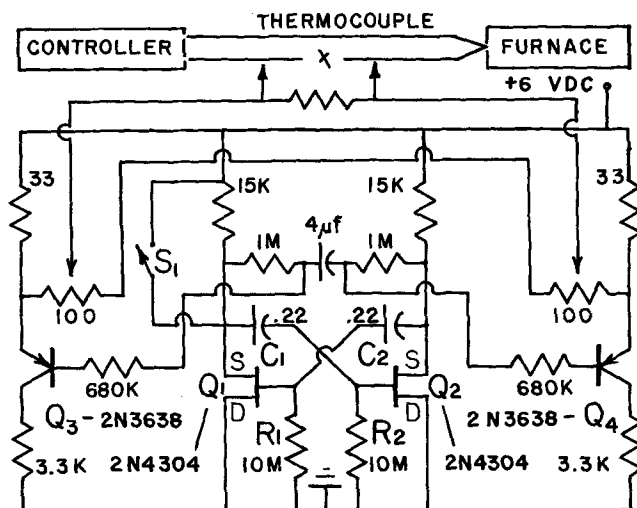 THERMOCOUPLE
CONTROLLER
X
FURNACE
+6 VDC
33
15K
15K
33
4µf
1M
1M
S1
100
.22
.22
100
C1
C2
680K
S
S
680K
Q1
Q2
Q3-2N3638
D
D
2N3638-Q4
R1
R2
3.3K
2N4304
10M
10M
2N4304
3.3K